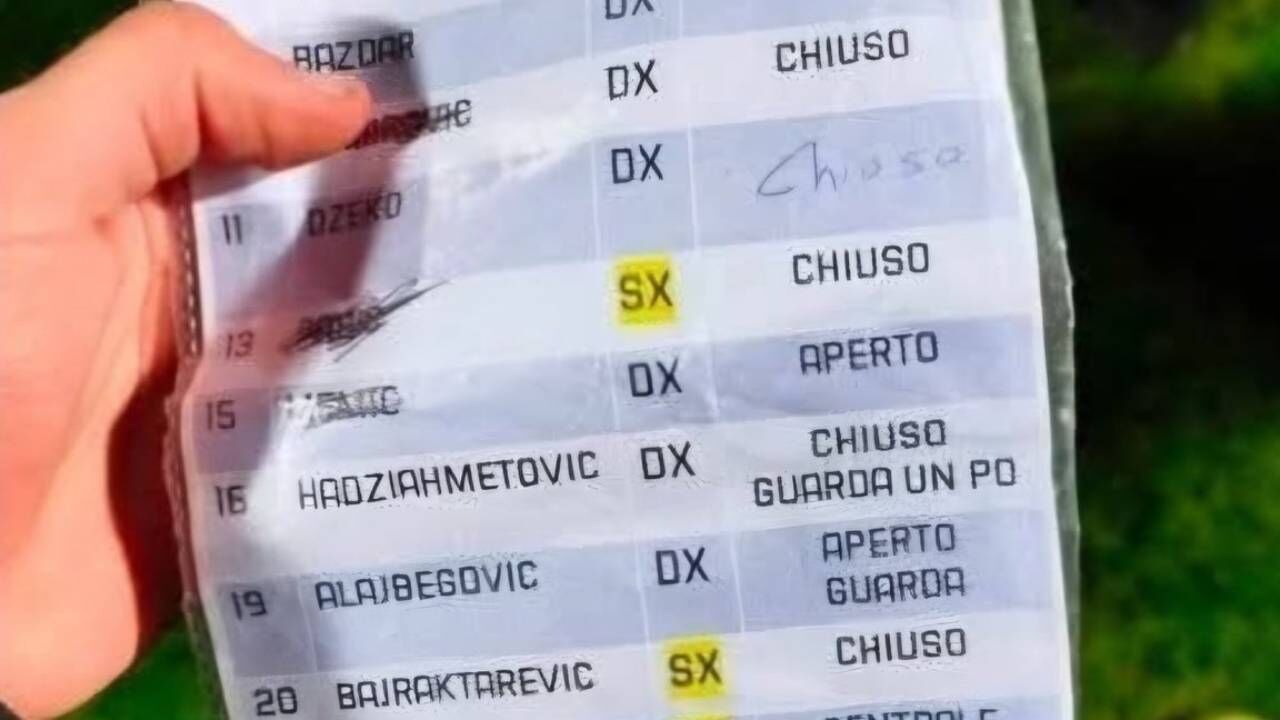 DX
BAZDAR DX CHIUSO
DX Chiuso
11 DZEKO
SX CHIUSO
13
15 DX APERTO
16 HADZIAHMETOVIC DX CHIUSO
GUARDA UN PO
19 ALAJBEGOVIC DX APERTO
GUARDA
20 BAJRAKTAREVIC SX CHIUSO